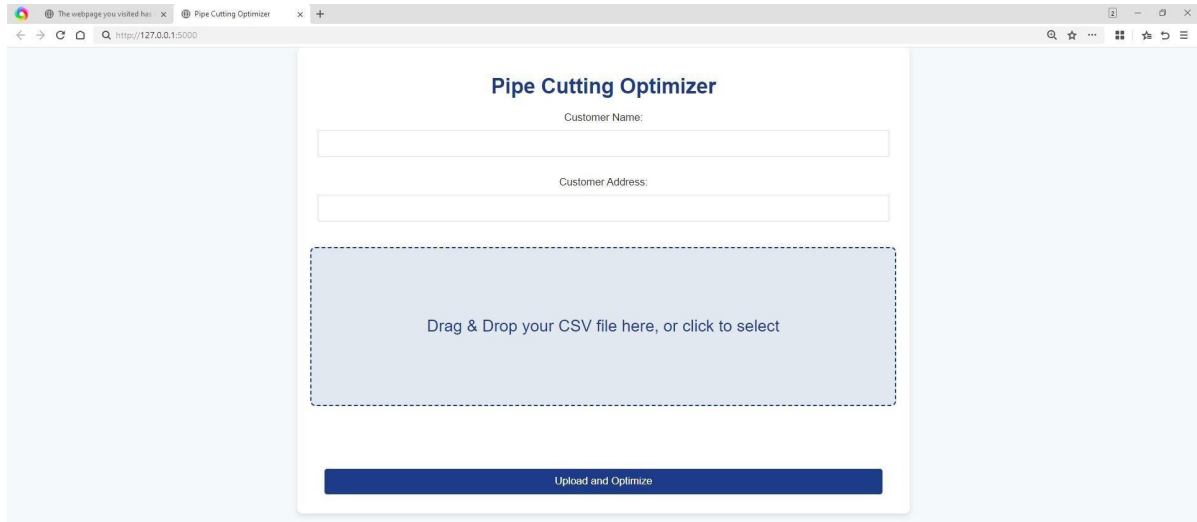 The webpage you visited has
Pipe Cutting Optimizer
2
http://127.0.0.1:5000
Pipe Cutting Optimizer
Customer Name:
Customer Address:
Drag & Drop your CSV file here, or click to select
Upload and Optimize